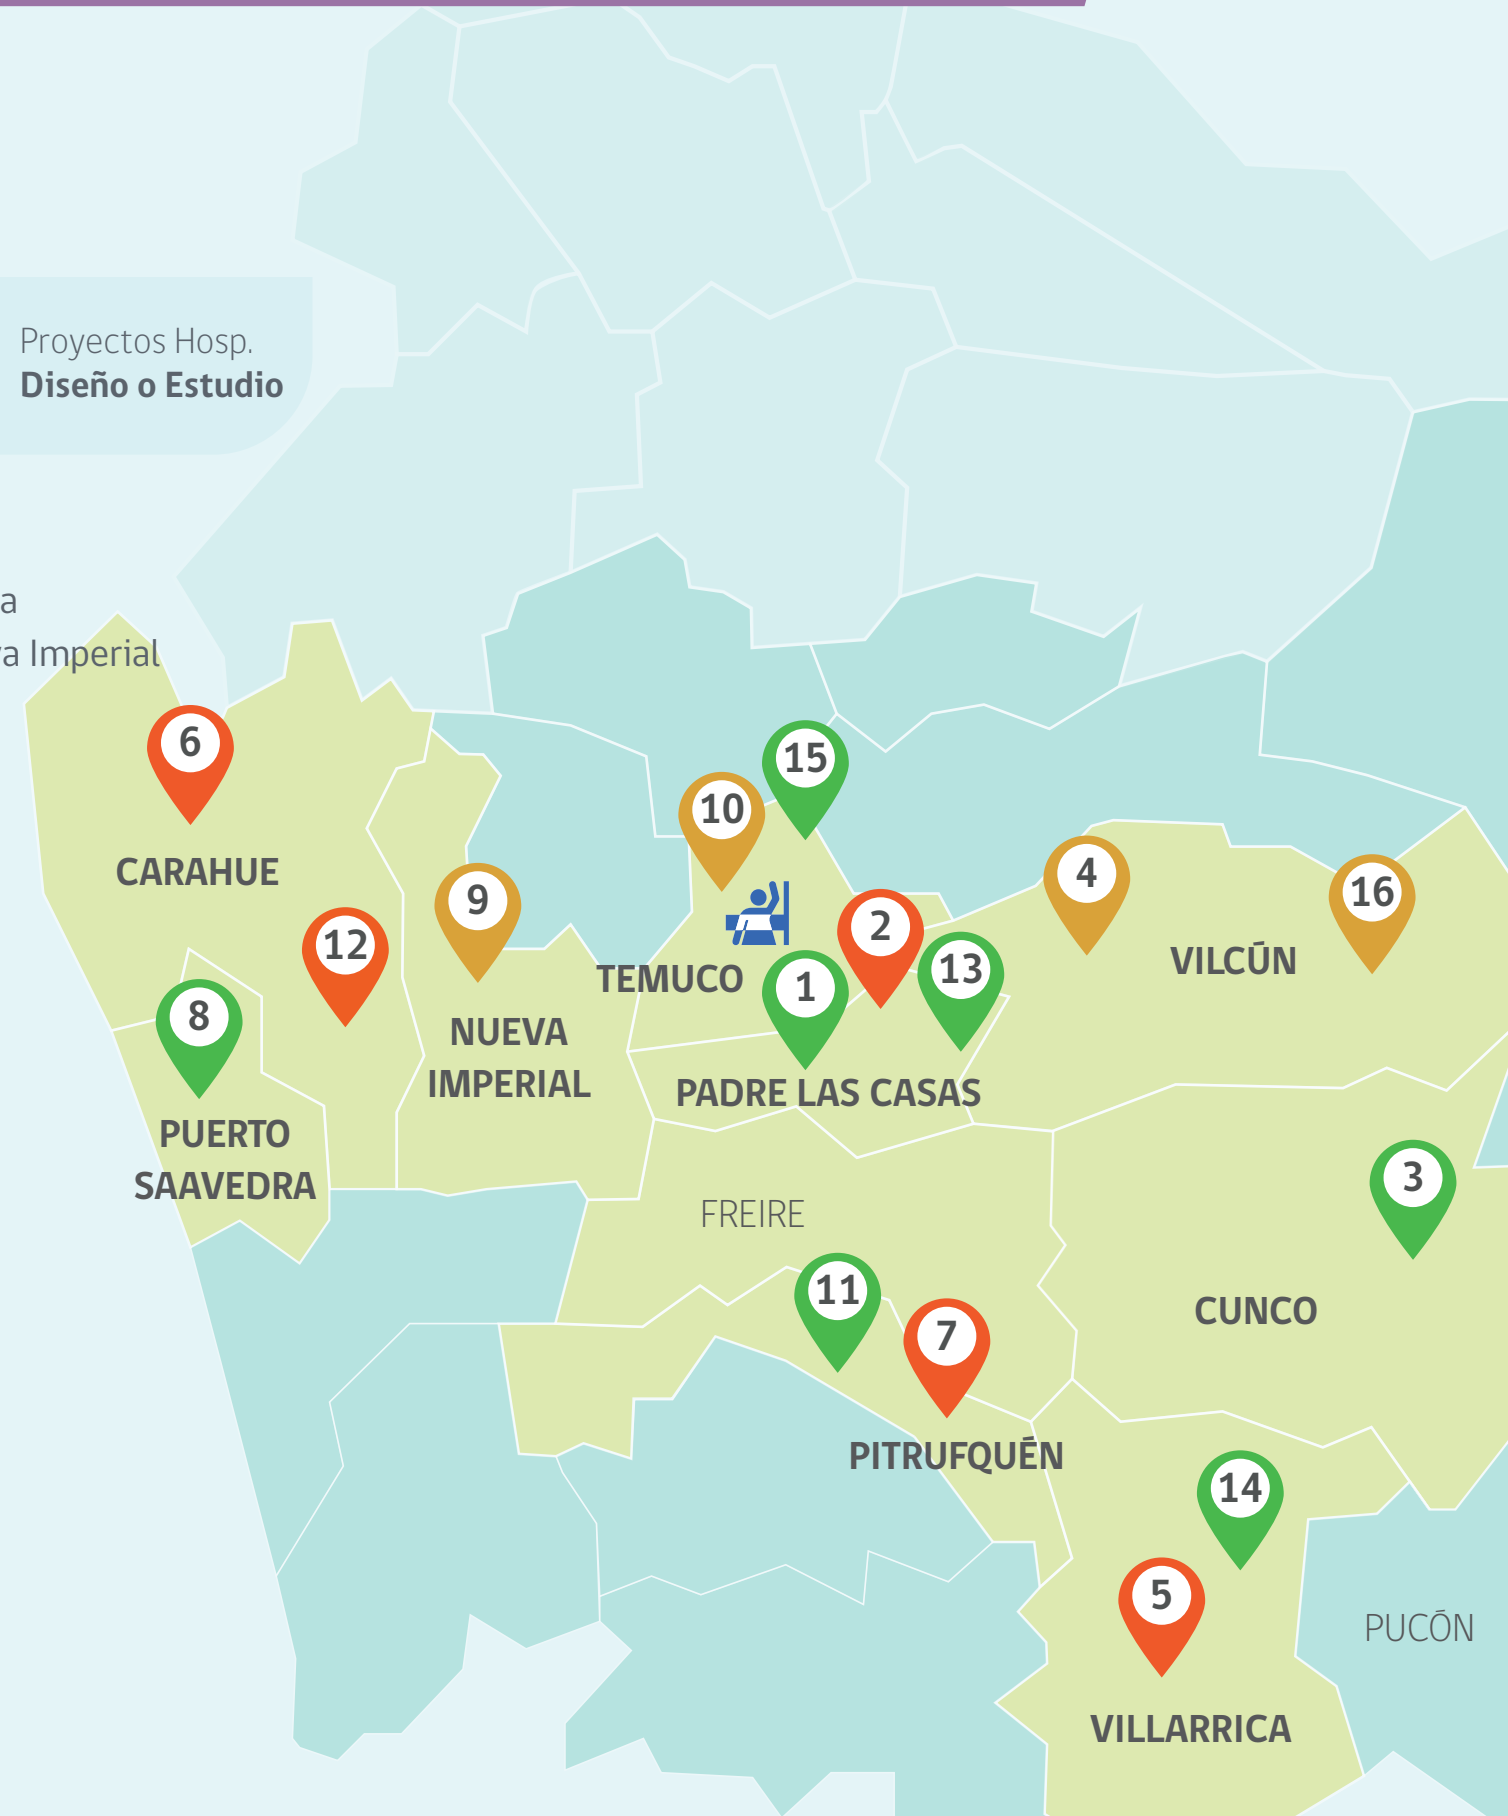 Proyectos Hosp.
Diseño o Estudio
a
a Imperial
6
15
10
CARAHUE
4
16
9
2
12
VILCÚN
13
TEMUCO
1
8
NUEVA
IMPERIAL
PADRE LAS CASAS
PUERTO
SAAVEDRA
3
FREIRE
11
CUNCO
7
PITRUFQUÉN
14
5
PUCÓN
VILLARRICA